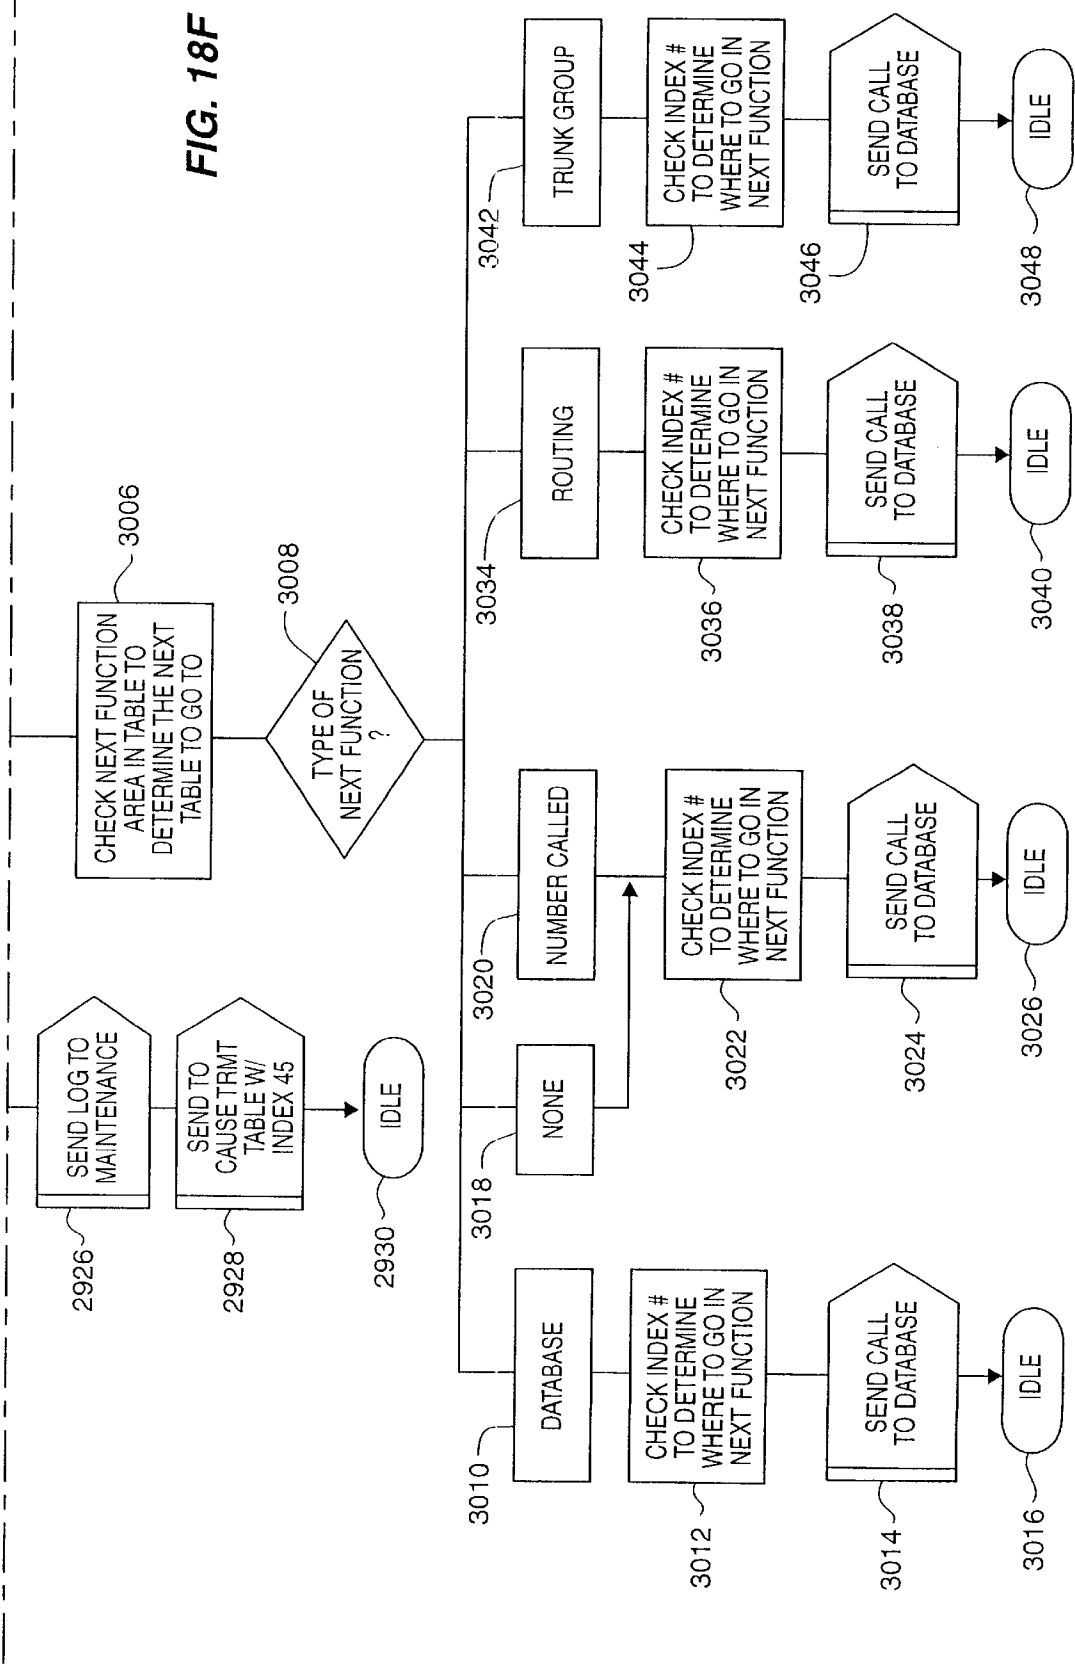 FIG. 18F
2926
SEND LOG TO
MAINTENANCE
2928
SEND TO
CAUSE TRMT
TABLE W/
INDEX 45
2930
IDLE
3006
CHECK NEXT FUNCTION
AREA IN TABLE TO
DETERMINE THE NEXT
TABLE TO GO TO
3008
TYPE OF
NEXT FUNCTION
?
3010
DATABASE
3012
CHECK INDEX #
TO DETERMINE
WHERE TO GO IN
NEXT FUNCTION
3014
SEND CALL
TO DATABASE
3016
IDLE
3018
NONE
3020
NUMBER CALLED
3022
CHECK INDEX #
TO DETERMINE
WHERE TO GO IN
NEXT FUNCTION
3024
SEND CALL
TO DATABASE
3026
IDLE
3034
ROUTING
3036
CHECK INDEX #
TO DETERMINE
WHERE TO GO IN
NEXT FUNCTION
3038
SEND CALL
TO DATABASE
3040
IDLE
3042
TRUNK GROUP
3044
CHECK INDEX #
TO DETERMINE
WHERE TO GO IN
NEXT FUNCTION
3046
SEND CALL
TO DATABASE
3048
IDLE